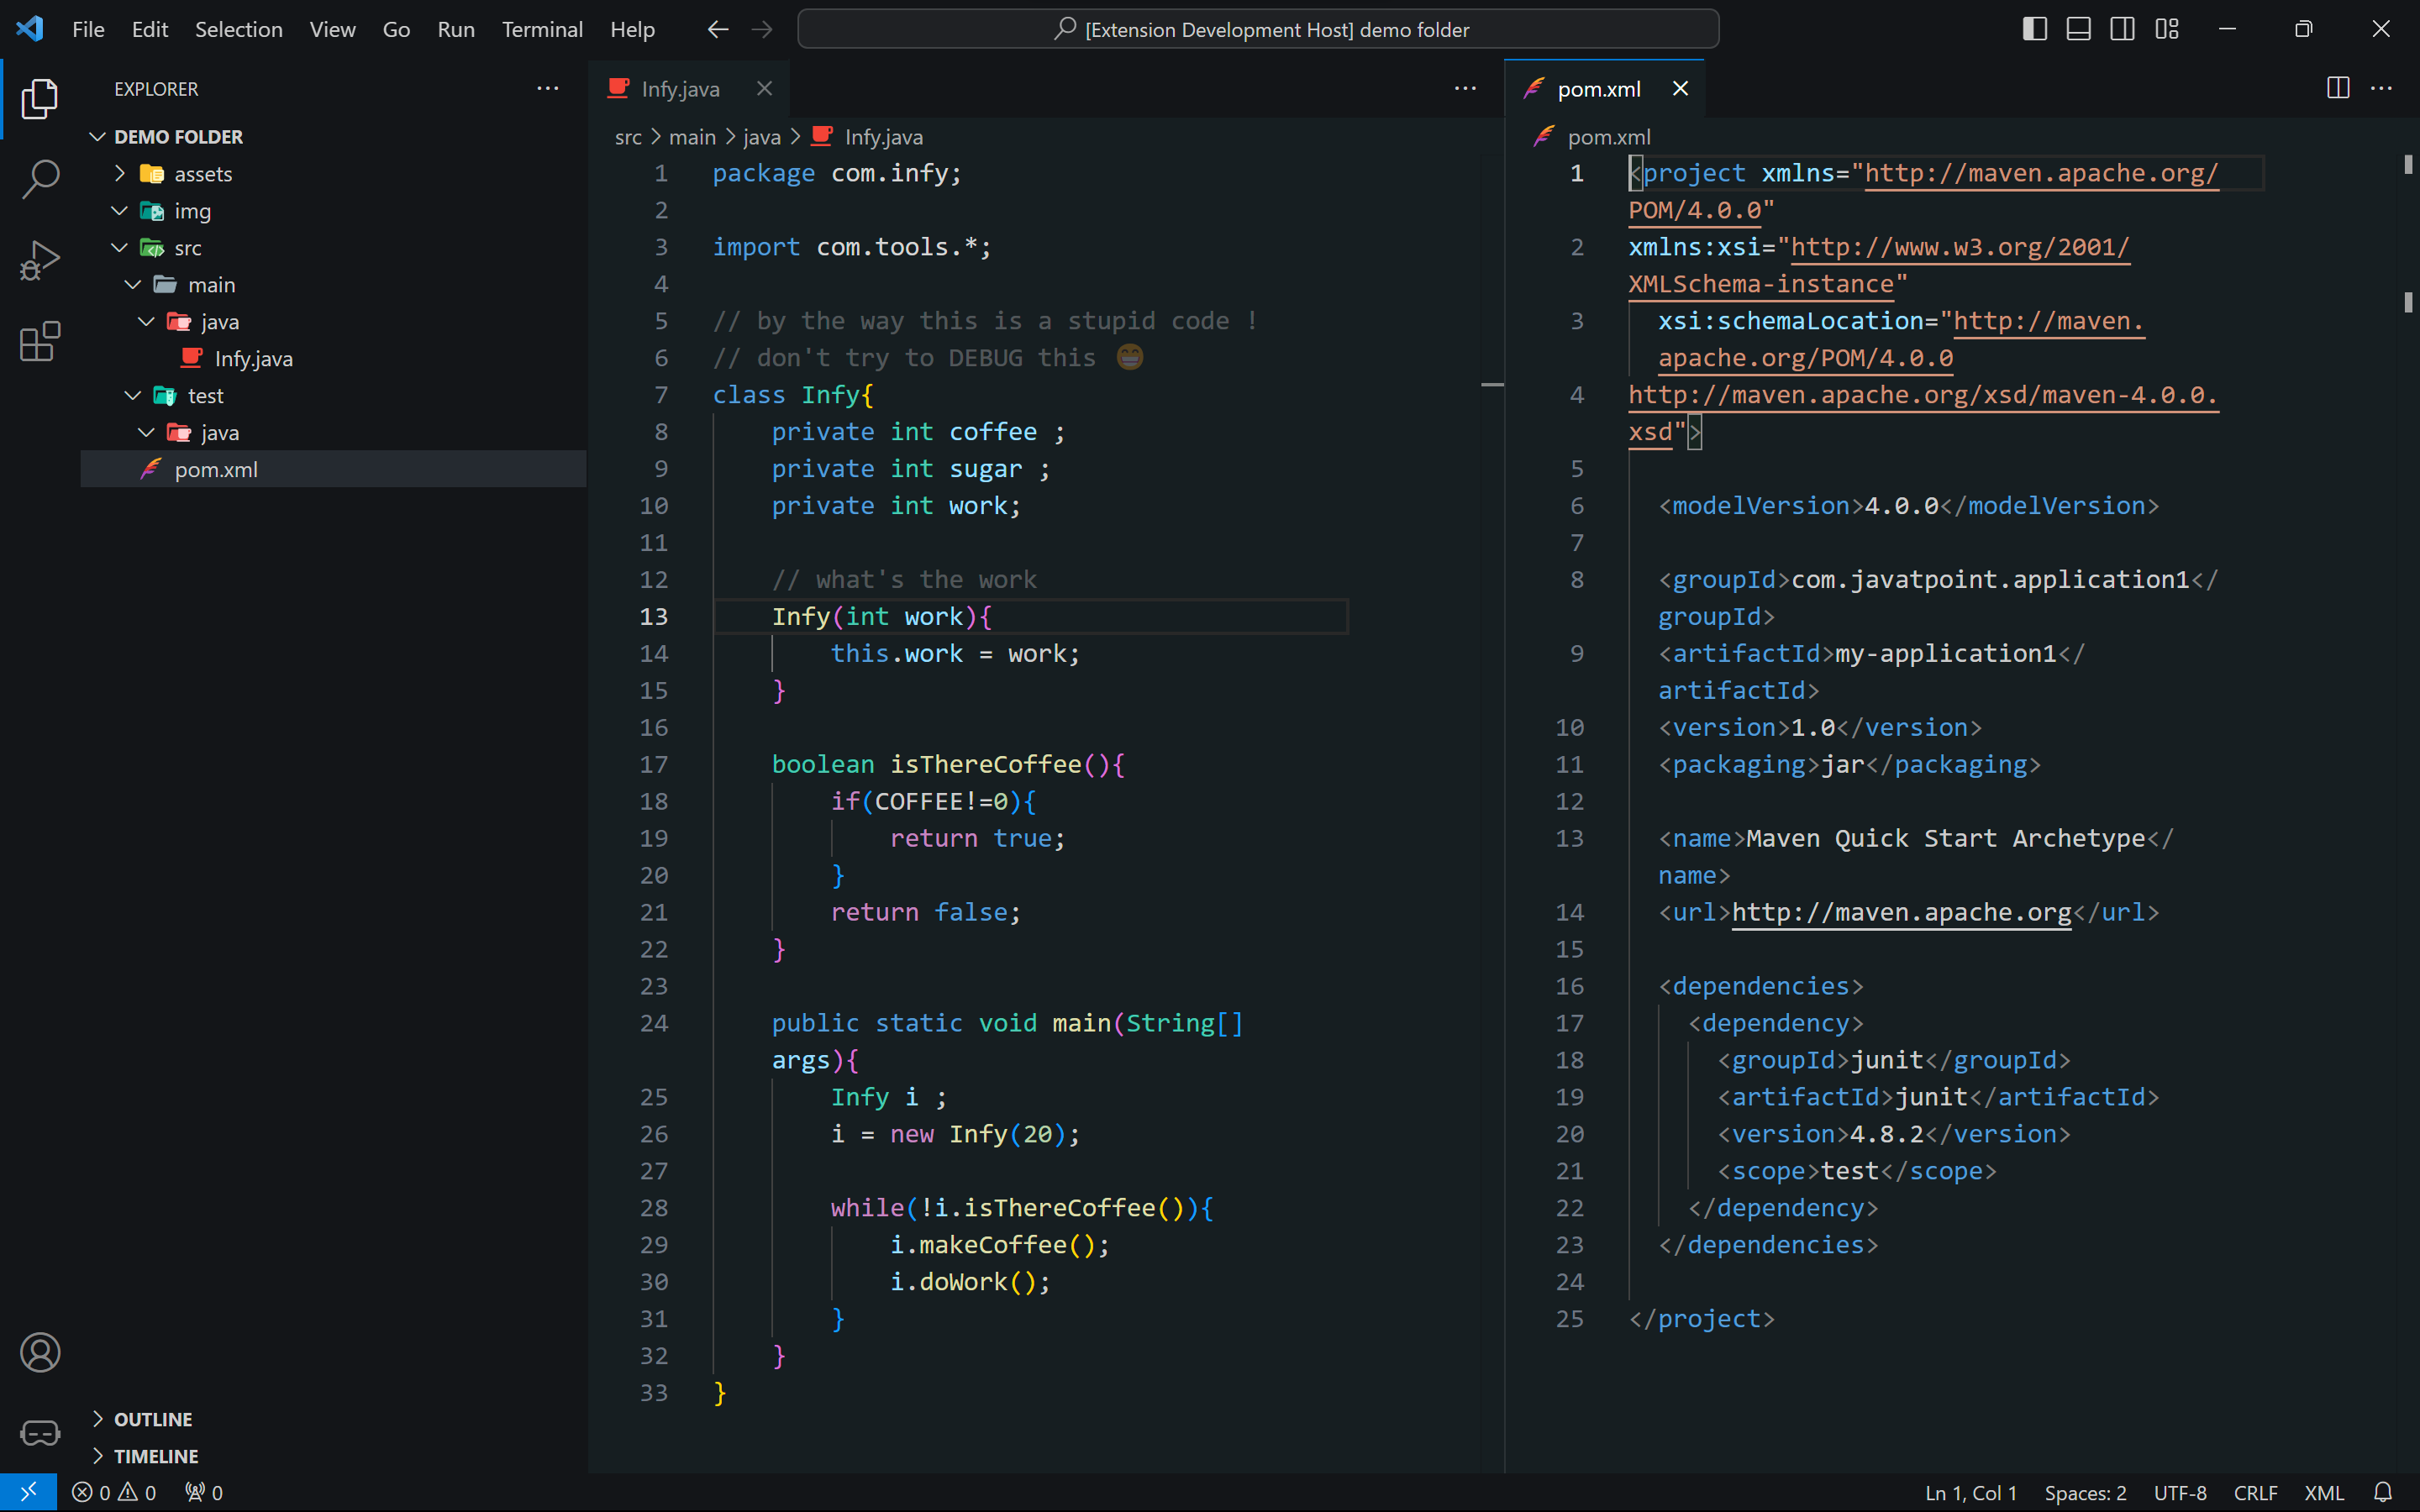 File Edit Selection View Go Run Terminal Help
[Extension Development Host] demo folder
EXPLORER
DEMO FOLDER
assets
img
src
main
java
Infy.java
test
java
pom.xml
OUTLINE
TIMELINE
Infy.java
src > main > java > Infy.java
1 package com.infy;
2
3 import com.tools.*;
4
5 // by the way this is a stupid code !
6 // don't try to DEBUG this 😁
7 class Infy{
8 private int coffee ;
9 private int sugar ;
10 private int work;
11
12 // what's the work
13 Infy(int work){
14 this.work = work;
15 }
16
17 boolean isThereCoffee(){
18 if(COFFEE!=0){
19 return true;
20 }
21 return false;
22 }
23
24 public static void main(String[]
args){
25 Infy i ;
26 i = new Infy(20);
27
28 while(!i.isThereCoffee()){
29 i.makeCoffee();
30 i.doWork();
31 }
32 }
33 }
pom.xml
pom.xml
1 <project xmlns="http://maven.apache.org/
POM/4.0.0"
2 xmlns:xsi="http://www.w3.org/2001/
XMLSchema-instance"
3 xsi:schemaLocation="http://maven.
apache.org/POM/4.0.0
4 http://maven.apache.org/xsd/maven-4.0.0.
xsd">
5
6 <modelVersion>4.0.0</modelVersion>
7
8 <groupId>com.javatpoint.application1</
groupId>
9 <artifactId>my-application1</
artifactId>
10 <version>1.0</version>
11 <packaging>jar</packaging>
12
13 <name>Maven Quick Start Archetype</
name>
14 <url>http://maven.apache.org</url>
15
16 <dependencies>
17 <dependency>
18 <groupId>junit</groupId>
19 <artifactId>junit</artifactId>
20 <version>4.8.2</version>
21 <scope>test</scope>
22 </dependency>
23 </dependencies>
24
25 </project>
0 0 0
Ln 1, Col 1 Spaces: 2 UTF-8 CRLF XML